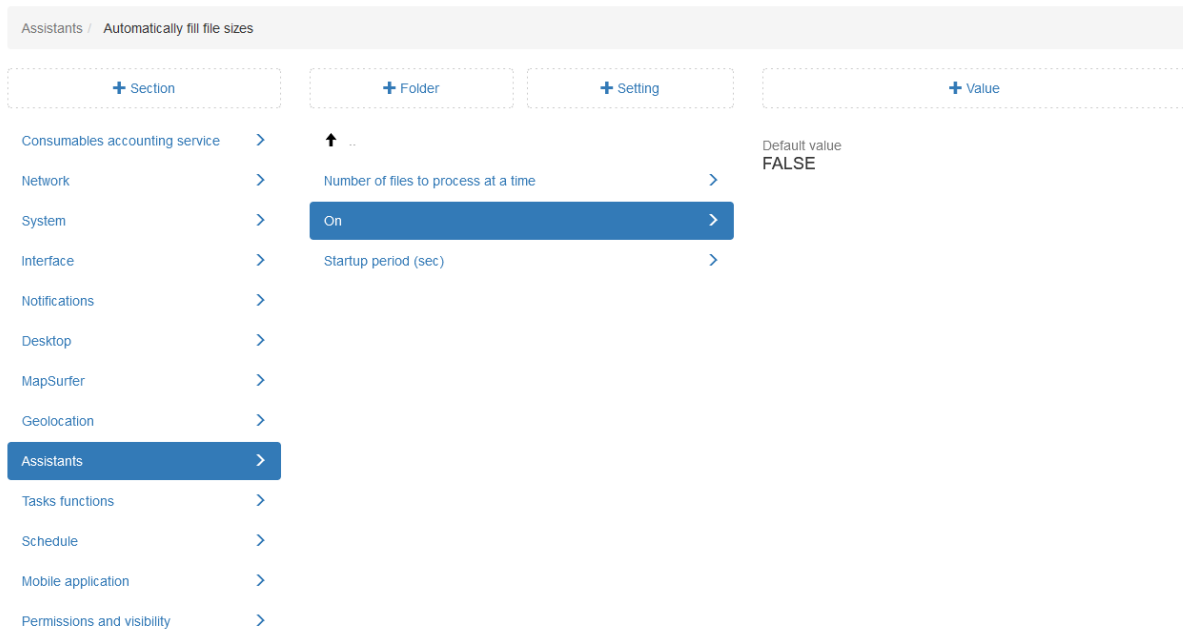 Assistants / Automatically fill file sizes
+ Section
+ Folder
+ Setting
+ Value
Consumables accounting service
Network
System
Interface
Notifications
Desktop
MapSurfer
Geolocation
Assistants
Tasks functions
Schedule
Mobile application
Permissions and visibility
..
Number of files to process at a time
On
Startup period (sec)
Default value
FALSE